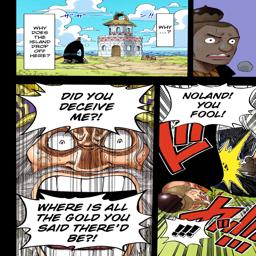 WHY
DOES
THE
ISLAND
DROP
OFF
HERE?
WHY
...?
DID YOU
DECEIVE
ME?!
WHERE IS ALL
THE GOLD YOU
SAID THERE'D
BE?!
NOLAND!
YOU
FOOL!
!!!